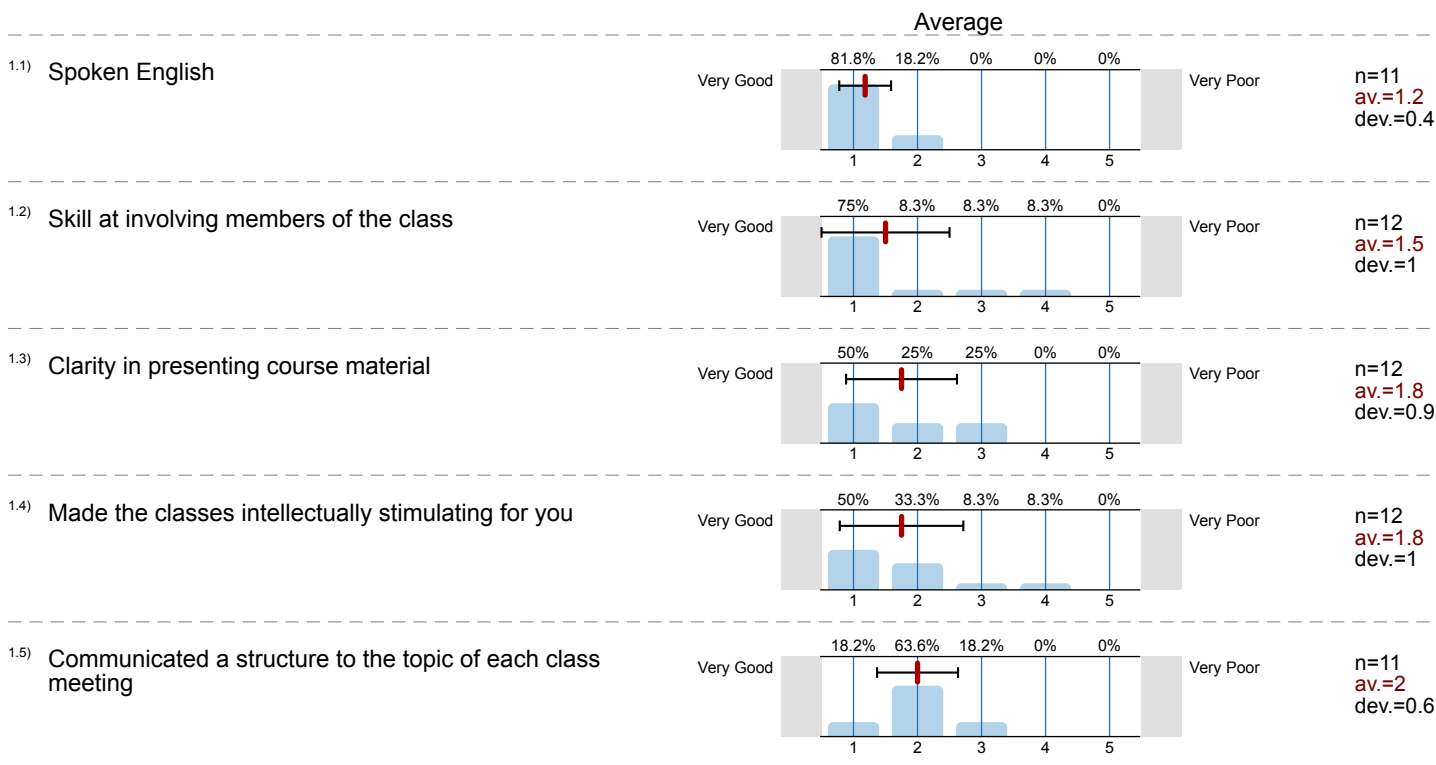 Average
1.1) Spoken English
81.8% 18.2% 0% 0% 0%
Very Good
Very Poor
1 2 3 4 5
n=11
av.=1.2
dev.=0.4
1.2) Skill at involving members of the class
75% 8.3% 8.3% 8.3% 0%
Very Good
Very Poor
1 2 3 4 5
n=12
av.=1.5
dev.=1
1.3) Clarity in presenting course material
50% 25% 25% 0% 0%
Very Good
Very Poor
1 2 3 4 5
n=12
av.=1.8
dev.=0.9
1.4) Made the classes intellectually stimulating for you
50% 33.3% 8.3% 8.3% 0%
Very Good
Very Poor
1 2 3 4 5
n=12
av.=1.8
dev.=1
1.5) Communicated a structure to the topic of each class
meeting
18.2% 63.6% 18.2% 0% 0%
Very Good
Very Poor
1 2 3 4 5
n=11
av.=2
dev.=0.6